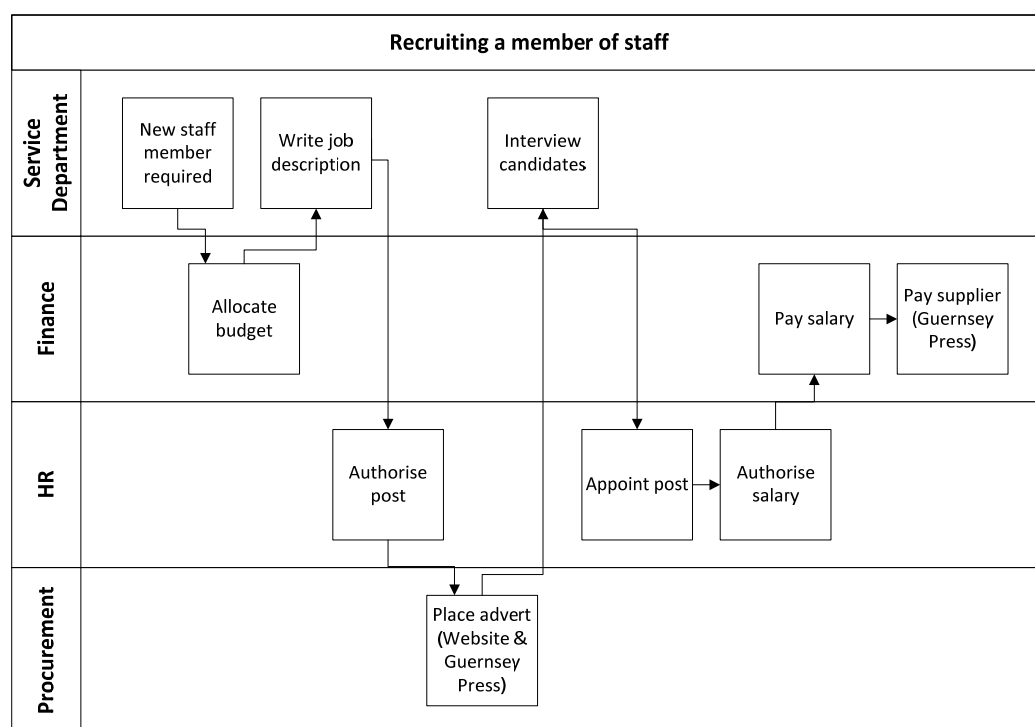 Recruiting a member of staff
Service
Department
New staff
member
required
Write job
description
Interview
candidates
Finance
Allocate
budget
Pay salary
Pay supplier
(Guernsey
Press)
HR
Authorise
post
Appoint post
Authorise
salary
Procurement
Place advert
(Website &
Guernsey
Press)